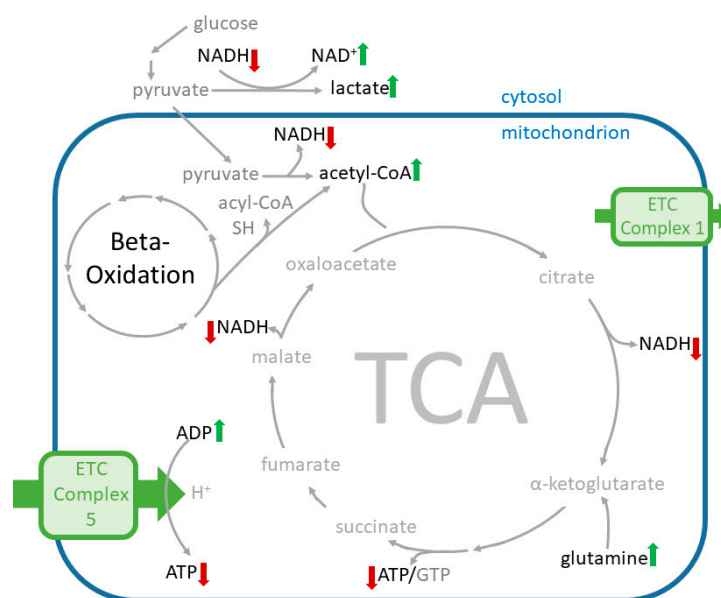 glucose
NADH NAD⁺
pyruvate lactate
cytosol
mitochondrion
NADH
pyruvate acetyl-CoA
acyl-CoA
SH
ETC
Complex 1
Beta-
Oxidation
oxaloacetate
citrate
NADH
malate
NADH
TCA
ADP
fumarate
ETC
Complex
5
H⁺
α-ketoglutarate
succinate
glutamine
ATP
ATP/GTP